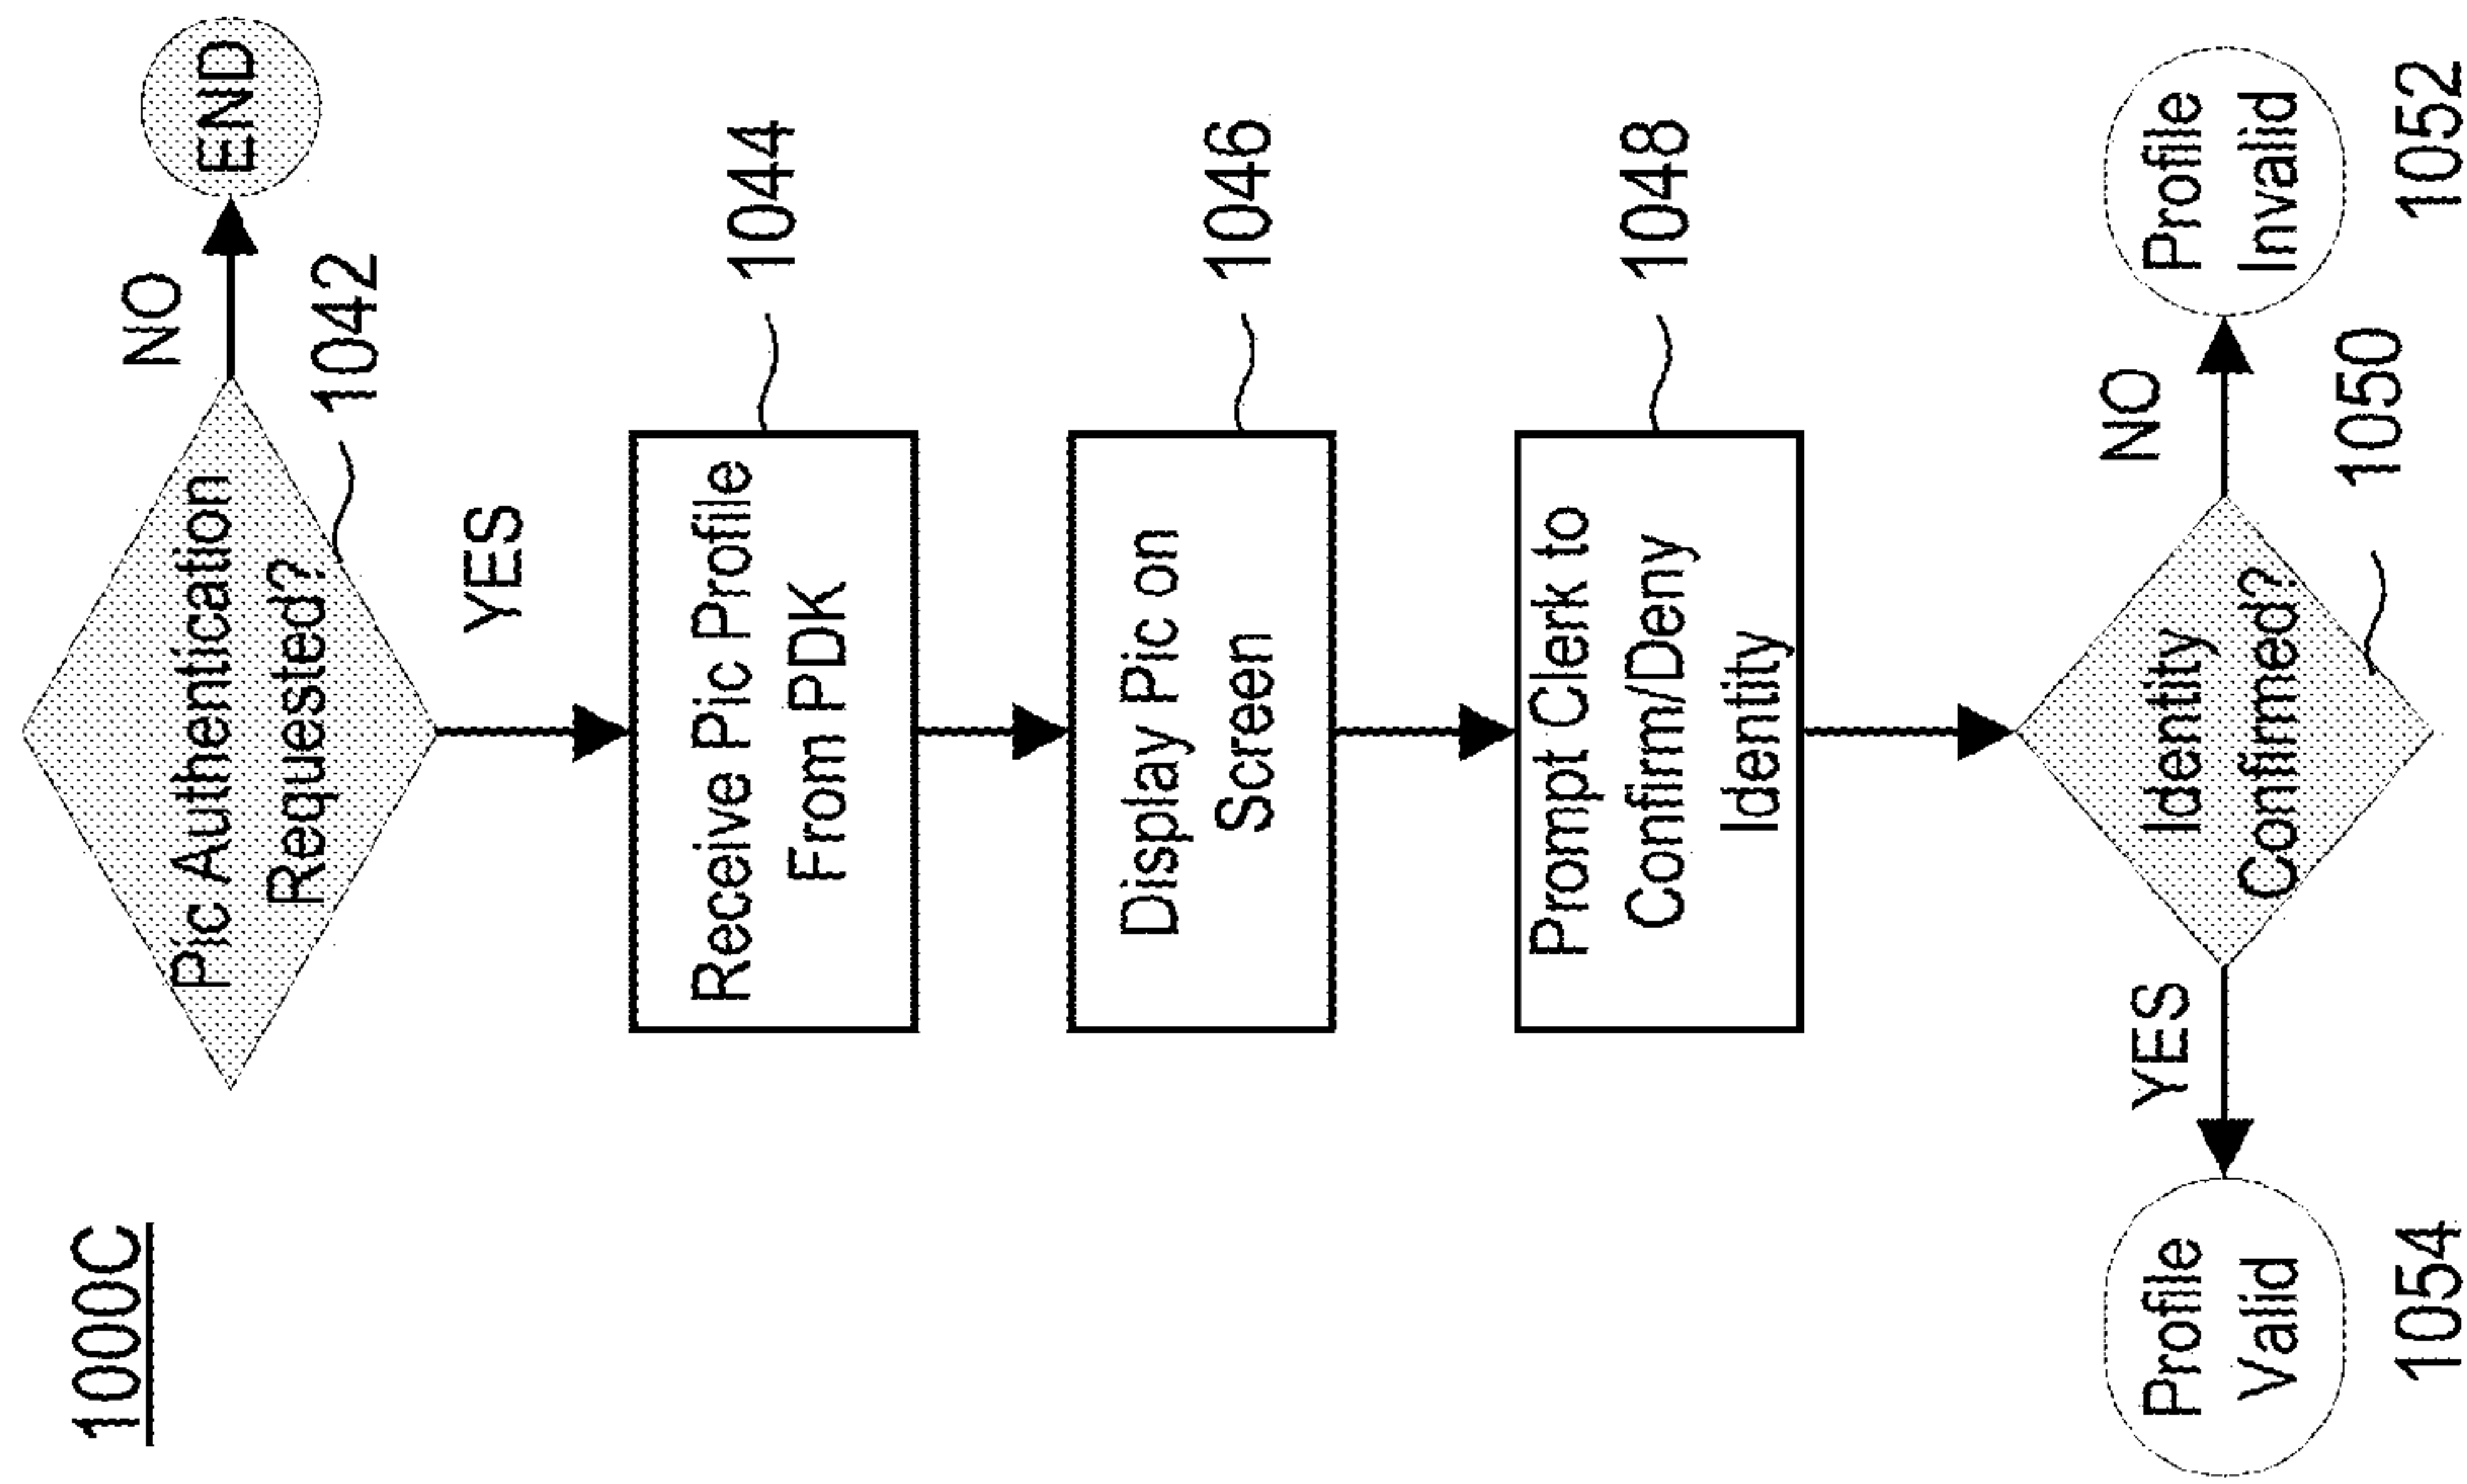 1000C
Pic Authentication
Requested?
NO
END
1042
YES
Receive Pic Profile
From PDK
1044
Display Pic on
Screen
1046
Prompt Clerk to
Confirm/Deny
Identity
1048
Identity
Confirmed?
1050
YES
Profile
Valid
1054
NO
Profile
Invalid
1052